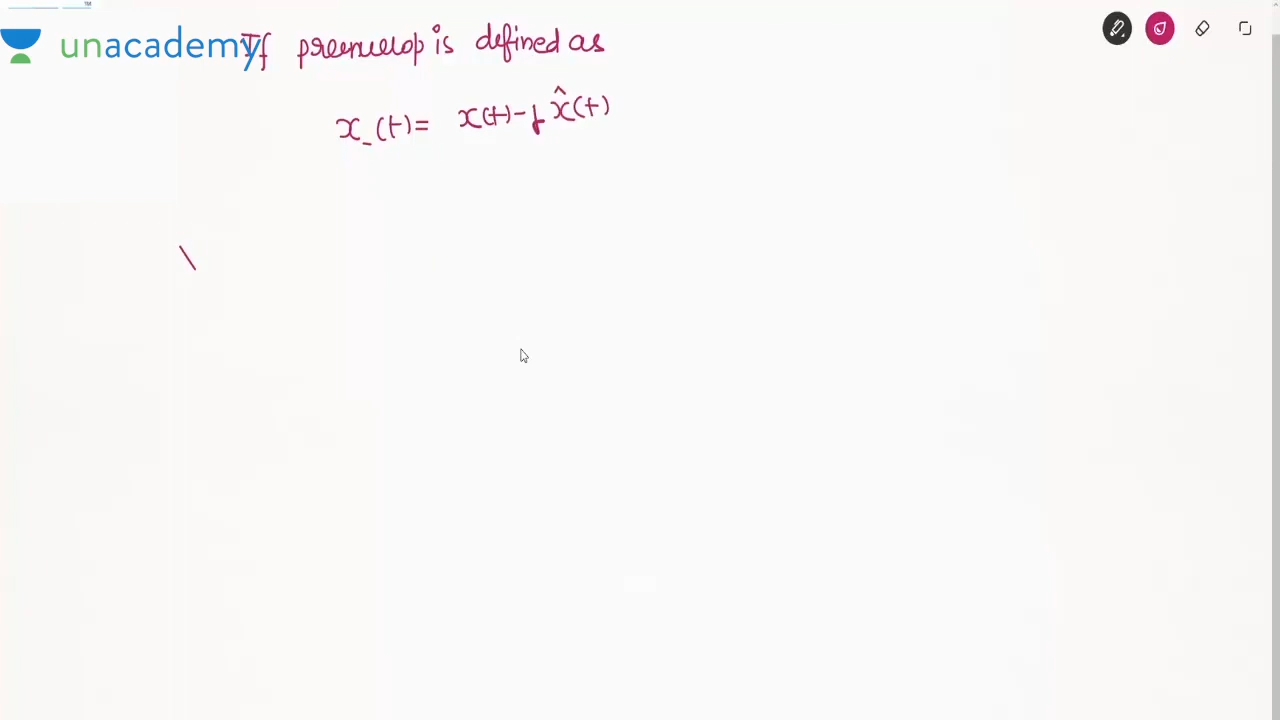 unacademy If preenvelop is defined as
x_(t) = x(t) - j x̂(t)